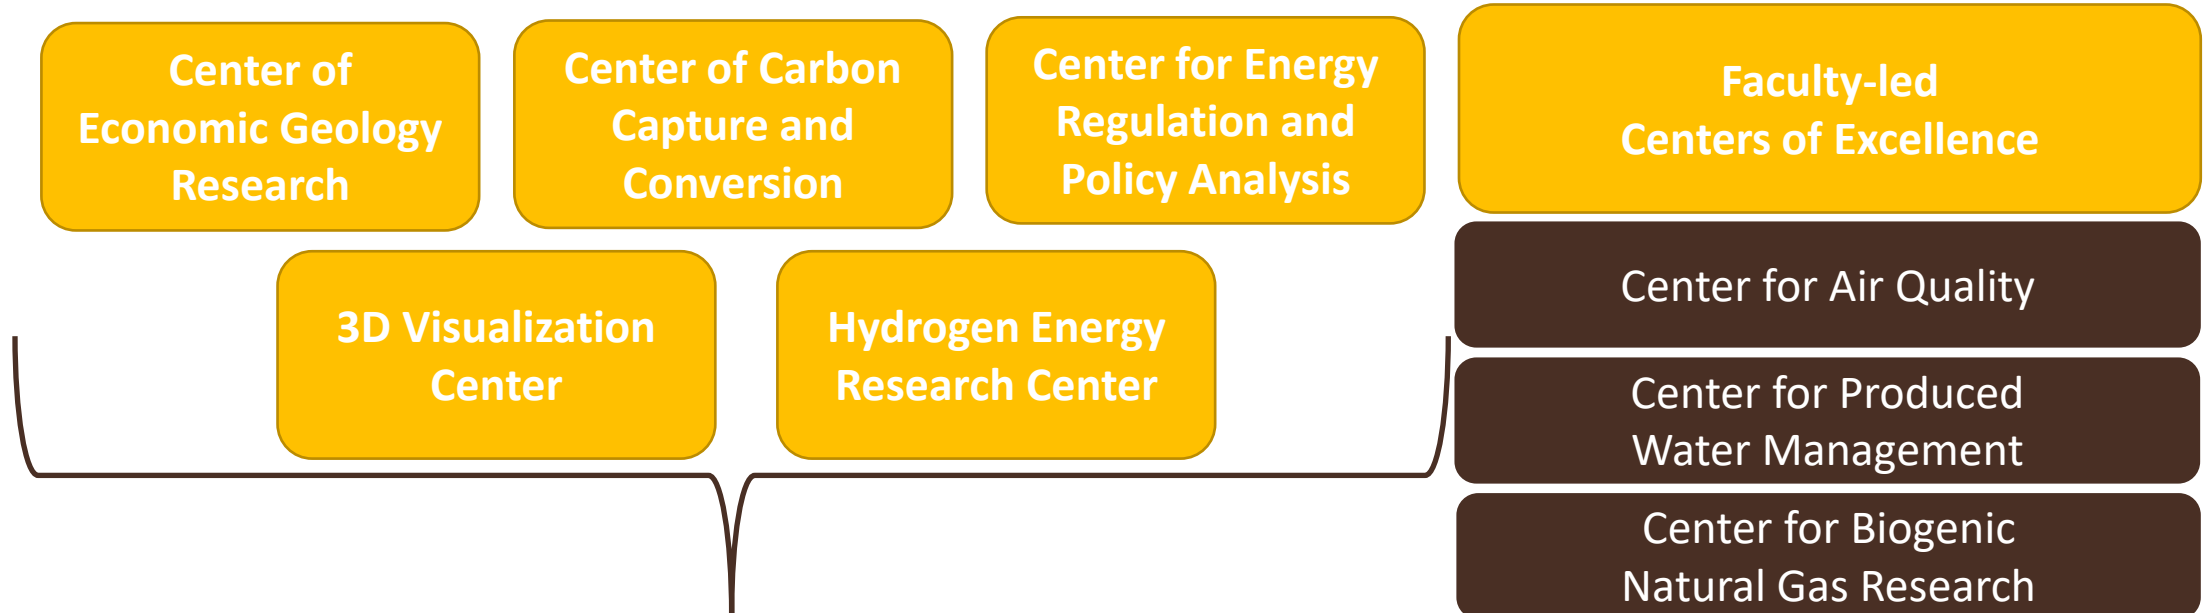 Center of
Economic Geology
Research
Center of Carbon
Capture and
Conversion
Center for Energy
Regulation and
Policy Analysis
Faculty-led
Centers of Excellence
3D Visualization
Center
Hydrogen Energy
Research Center
Center for Air Quality
Center for Produced
Water Management
Center for Biogenic
Natural Gas Research